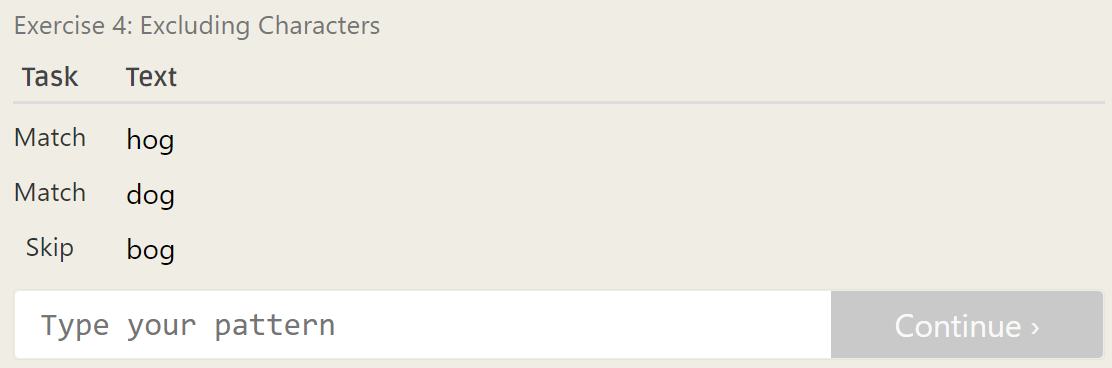 Exercise 4: Excluding Characters
Task Text
Match hog
Match dog
Skip bog
Type your pattern Continue ›